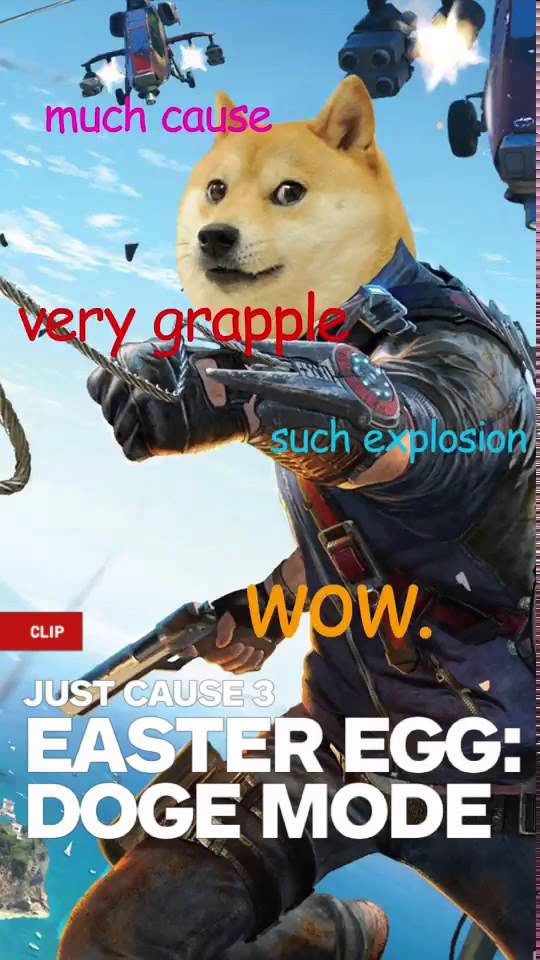 much cause
very grapple
such explosion
wow.
CLIP
JUST CAUSE 3
EASTER EGG:
DOGE MODE